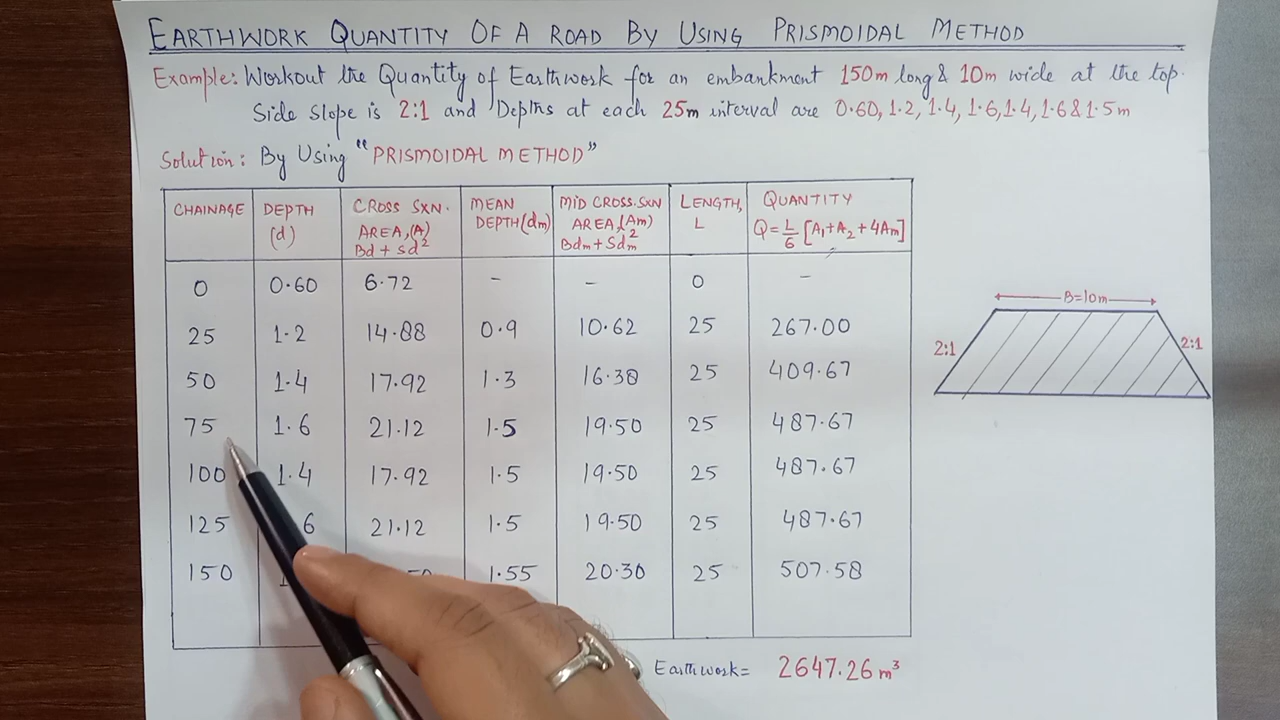 EARTHWORK QUANTITY OF A ROAD BY USING PRISMOIDAL METHOD
Example: Workout the Quantity of Earthwork for an embankment 150m long & 10m wide at the top.
Side slope is 2:1 and Depths at each 25m interval are 0.60, 1.2, 1.4, 1.6, 1.4, 1.6 & 1.5m
Solution: By Using "PRISMOIDAL METHOD"
CHAINAGE DEPTH (d) CROSS SXN. AREA,(A) Bd + sd² MEAN DEPTH(dm) MID CROSS.SXN AREA,(Am) Bdm + Sdm² LENGTH, L QUANTITY Q = L/6 [A₁+A₂+4Am]
0 0.60 6.72 - - 0 -
25 1.2 14.88 0.9 10.62 25 267.00
50 1.4 17.92 1.3 16.38 25 409.67
75 1.6 21.12 1.5 19.50 25 487.67
100 1.4 17.92 1.5 19.50 25 487.67
125 6 21.12 1.5 19.50 25 487.67
150 1.55 20.30 25 507.58
Earthwork = 2647.26 m³
B=10m
2:1
2:1